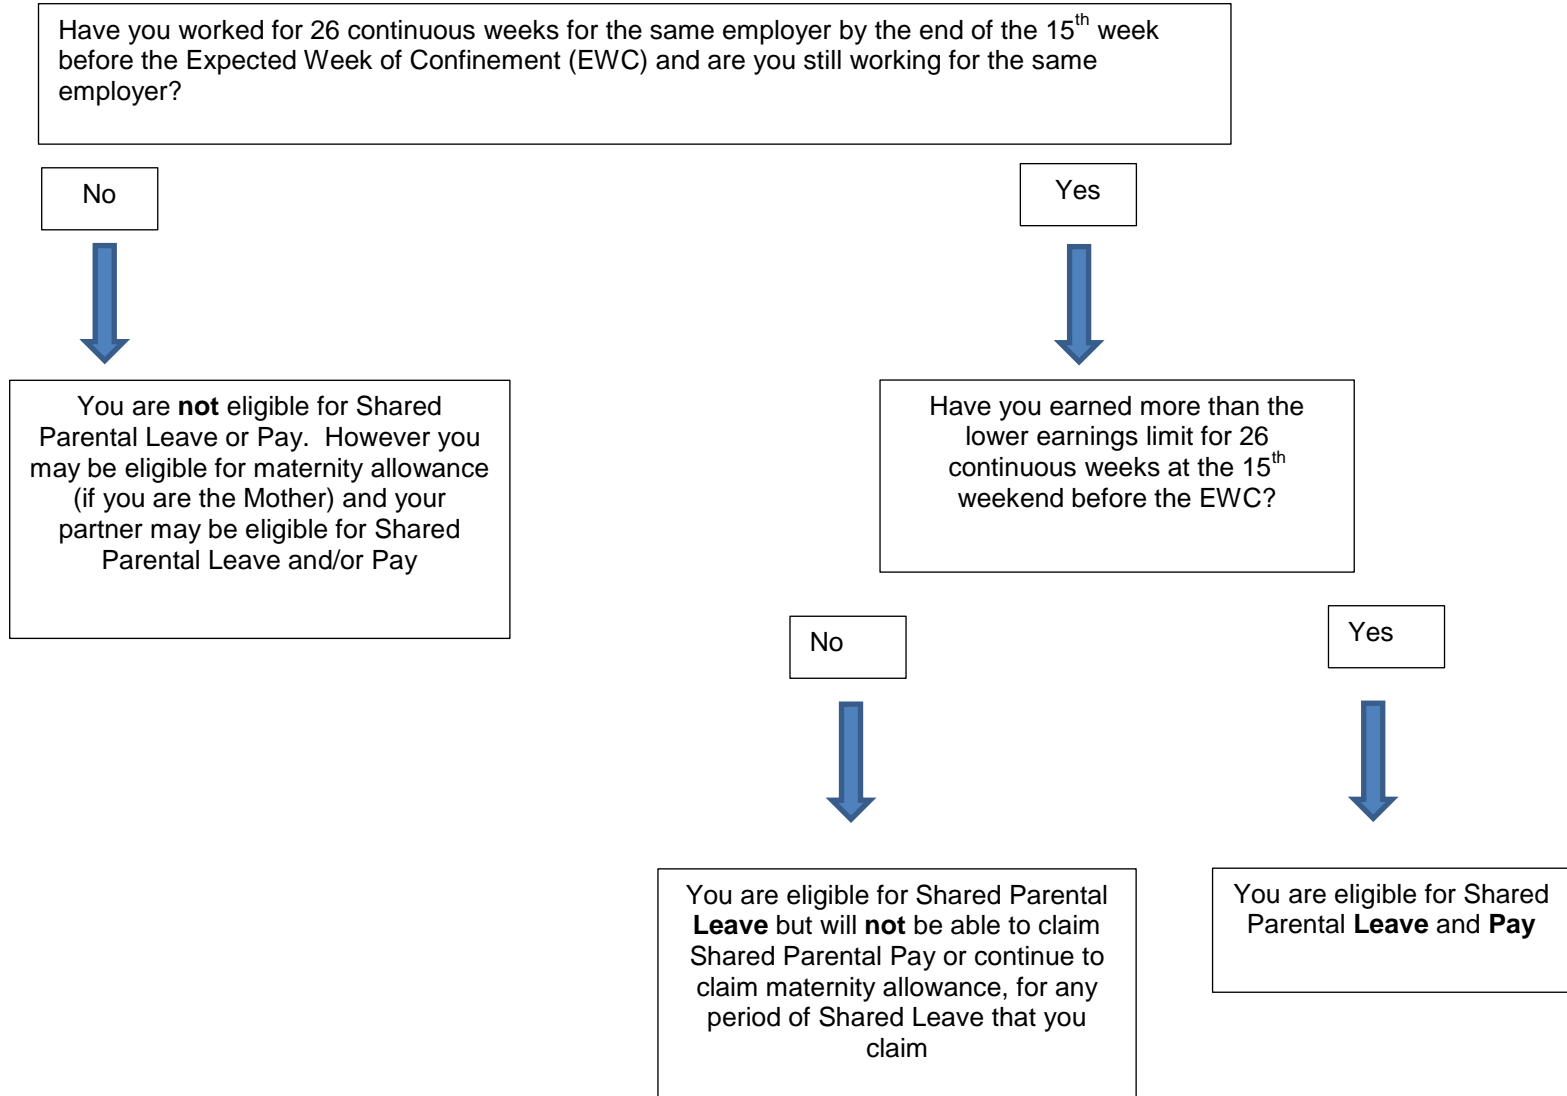 Have you worked for 26 continuous weeks for the same employer by the end of the 15th week
before the Expected Week of Confinement (EWC) and are you still working for the same
employer?
No
Yes
You are not eligible for Shared
Parental Leave or Pay.  However you
may be eligible for maternity allowance
(if you are the Mother) and your
partner may be eligible for Shared
Parental Leave and/or Pay
Have you earned more than the
lower earnings limit for 26
continuous weeks at the 15th
weekend before the EWC?
No
Yes
You are eligible for Shared Parental
Leave but will not be able to claim
Shared Parental Pay or continue to
claim maternity allowance, for any
period of Shared Leave that you
claim
You are eligible for Shared
Parental Leave and Pay